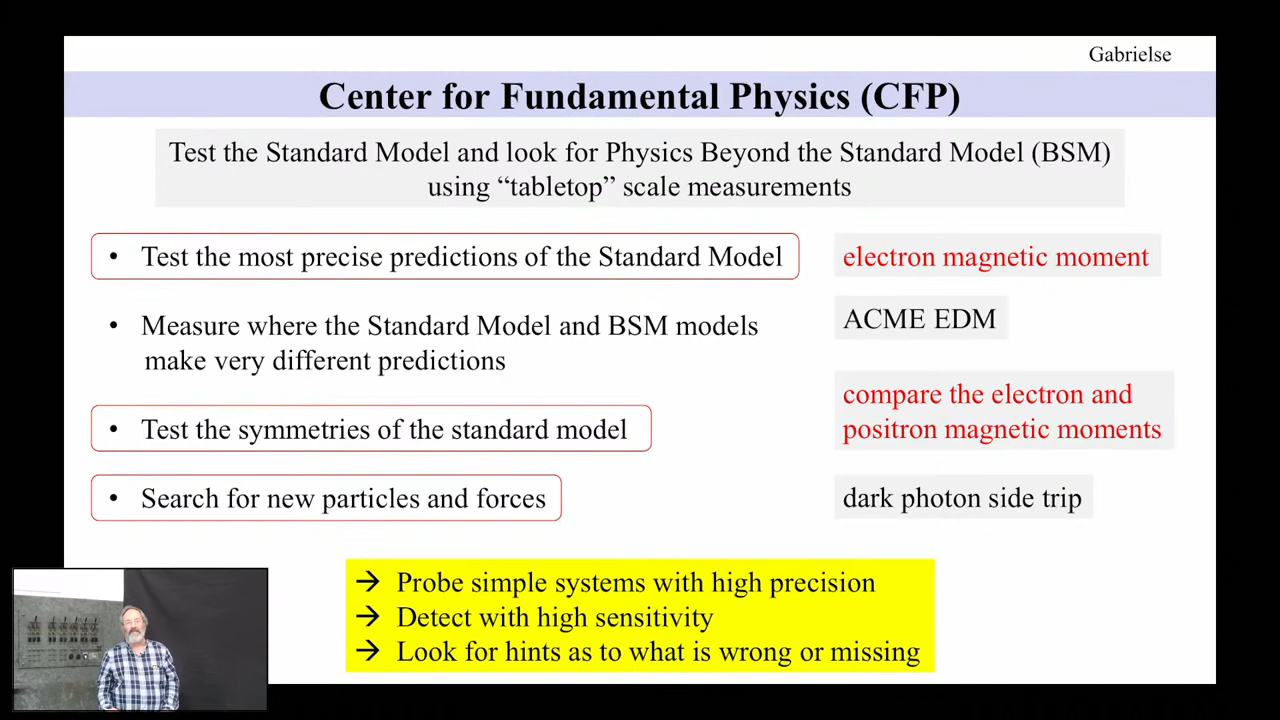 Gabrielse
Center for Fundamental Physics (CFP)
Test the Standard Model and look for Physics Beyond the Standard Model (BSM)
using “tabletop” scale measurements
• Test the most precise predictions of the Standard Model
electron magnetic moment
• Measure where the Standard Model and BSM models
make very different predictions
ACME EDM
• Test the symmetries of the standard model
compare the electron and
positron magnetic moments
• Search for new particles and forces
dark photon side trip
→ Probe simple systems with high precision
→ Detect with high sensitivity
→ Look for hints as to what is wrong or missing